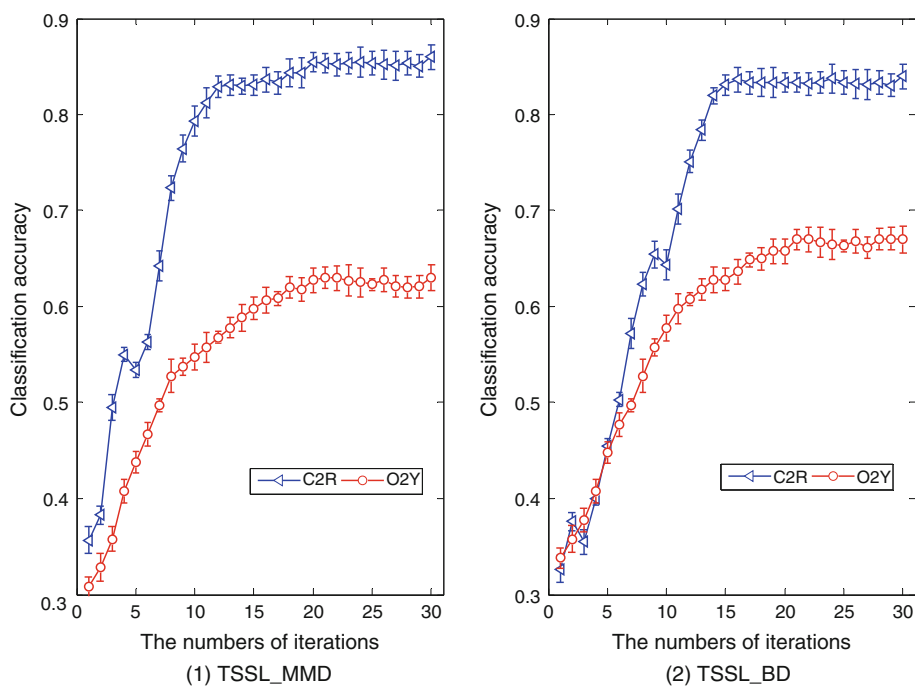 0.9
0.8
0.7
0.6
0.5
0.4
0.3
0 5 10 15 20 25 30
Classification accuracy
C2R O2Y
The numbers of iterations
(1) TSSL_MMD
0.9
0.8
0.7
0.6
0.5
0.4
0.3
0 5 10 15 20 25 30
Classification accuracy
C2R O2Y
The numbers of iterations
(2) TSSL_BD